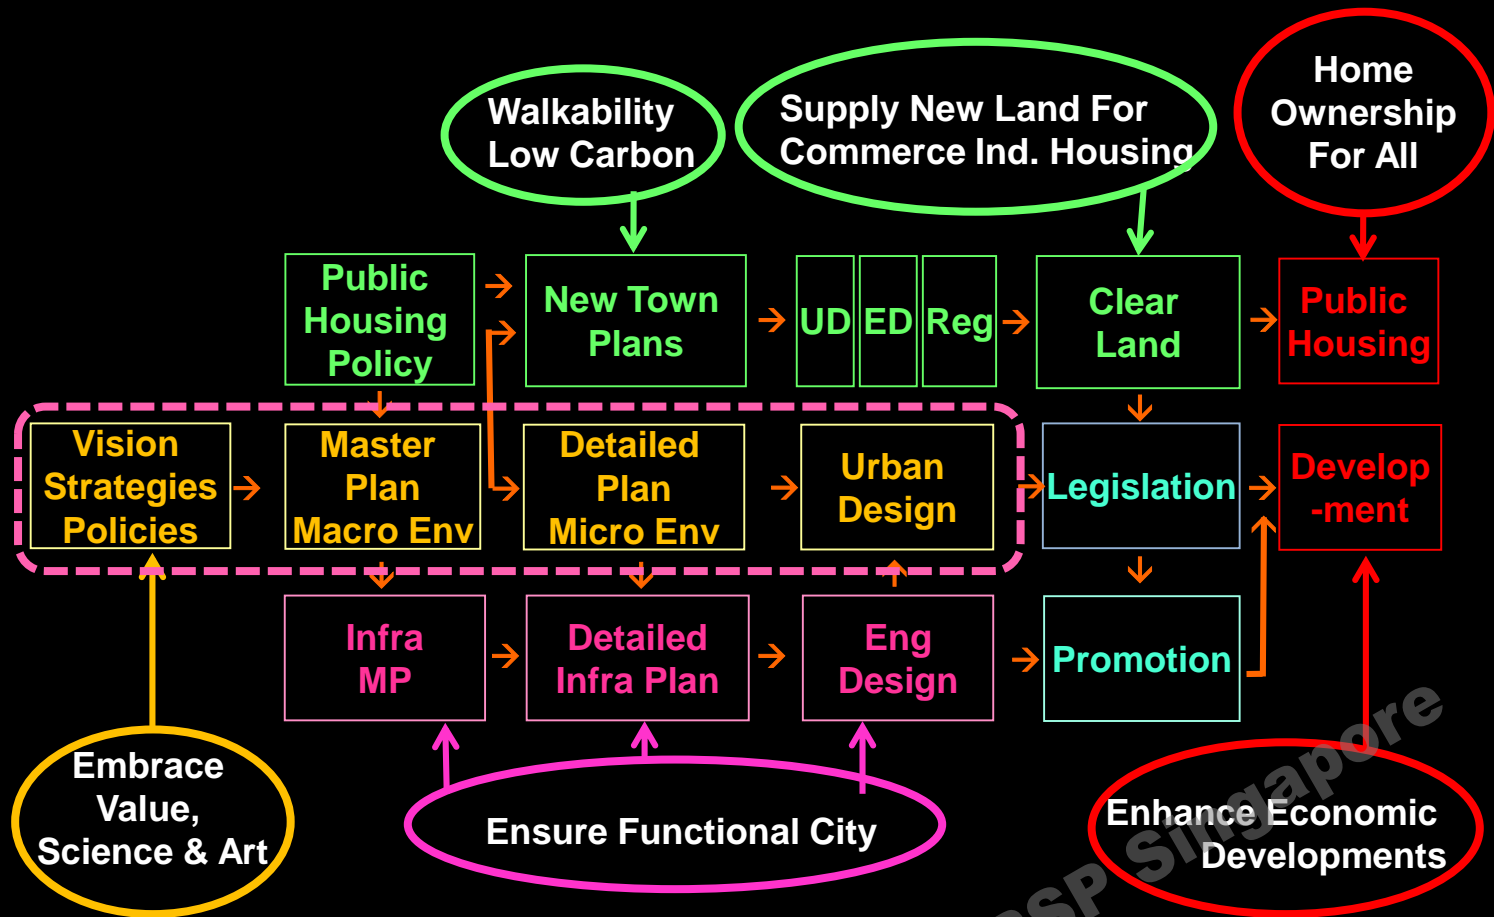 Walkability
Low Carbon
Supply New Land For
Commerce Ind. Housing
Home
Ownership
For All
Public
Housing
Policy
New Town
Plans
UD
ED
Reg
Clear
Land
Public
Housing
Vision
Strategies
Policies
Master
Plan
Macro Env
Detailed
Plan
Micro Env
Urban
Design
Legislation
Develop
-ment
Infra
MP
Detailed
Infra Plan
Eng
Design
Promotion
Embrace
Value,
Science & Art
Ensure Functional City
Enhance Economic
Developments
SP Singapore